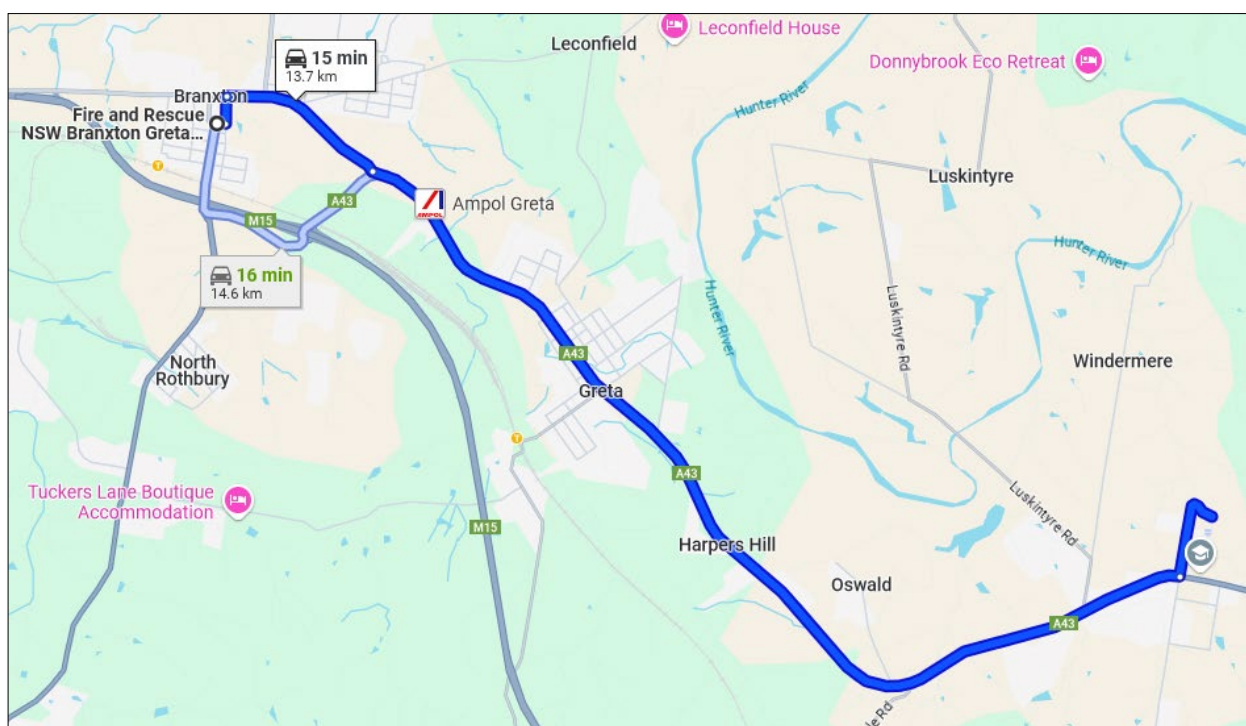 Leconfield House
Leconfield
15 min
13.7 km
Donnybrook Eco Retreat
Hunter River
Branxton
Fire and Rescue
NSW Branxton Greta...
T
Luskintyre
A43
AMPOL
Ampol Greta
M15
Hunter River
16 min
14.6 km
Hunter River
Luskintyre Rd
North
Rothbury
A43
Windermere
Greta
T
A43
Tuckers Lane Boutique
Accommodation
M15
Luskintyre Rd
Harpers Hill
Oswald
A43